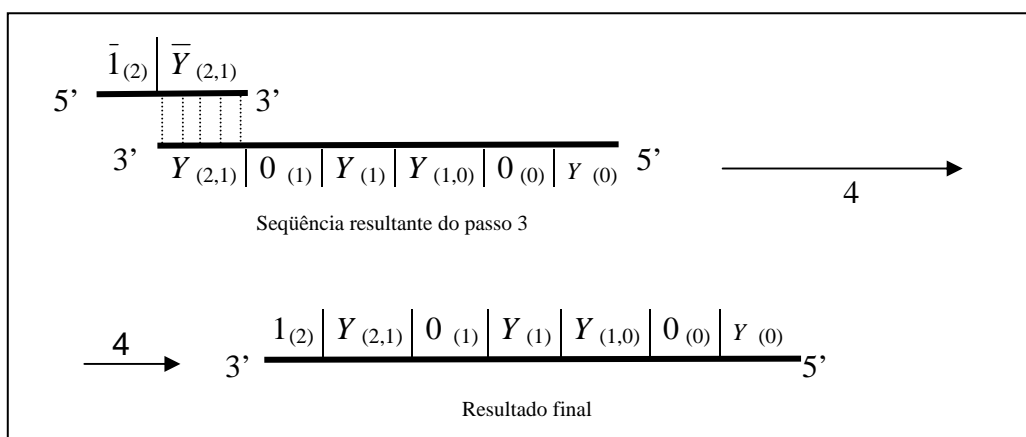 1̄ (2) | Y̅ (2,1)
5’ 3’
3’ 5’
Y (2,1) | 0 (1) | Y (1) | Y (1,0) | 0 (0) | Y (0)
4
Seqüência resultante do passo 3
1 (2) | Y (2,1) | 0 (1) | Y (1) | Y (1,0) | 0 (0) | Y (0)
4
3’ 5’
Resultado final